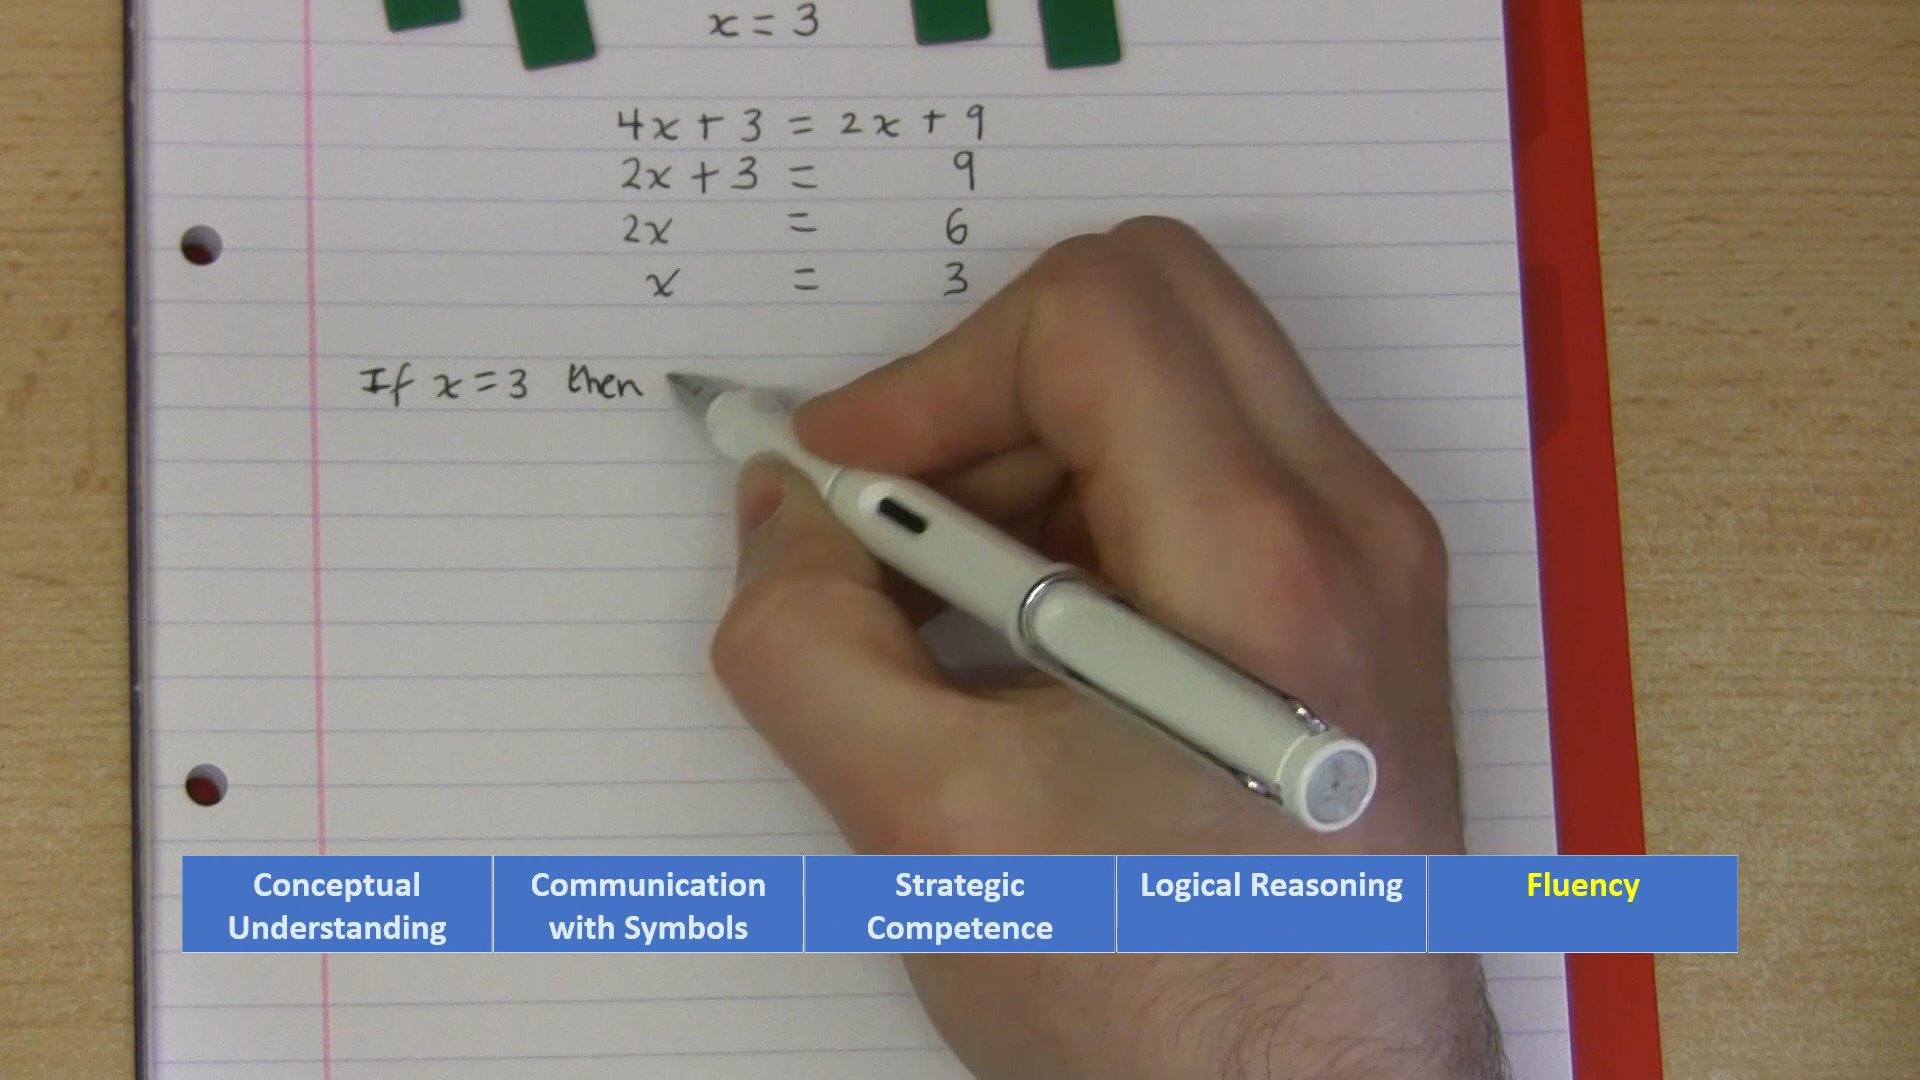 x = 3
4x + 3 = 2x + 9
2x + 3 = 9
2x = 6
x = 3
If x = 3 then
Conceptual Understanding
Communication with Symbols
Strategic Competence
Logical Reasoning
Fluency